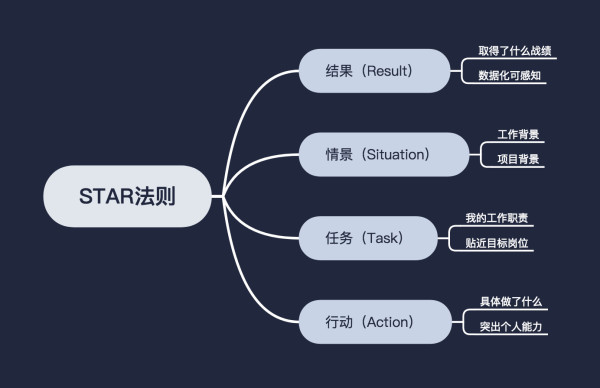 STAR法则
结果（Result）
取得了什么战绩
数据化可感知
情景（Situation）
工作背景
项目背景
任务（Task）
我的工作职责
贴近目标岗位
行动（Action）
具体做了什么
突出个人能力